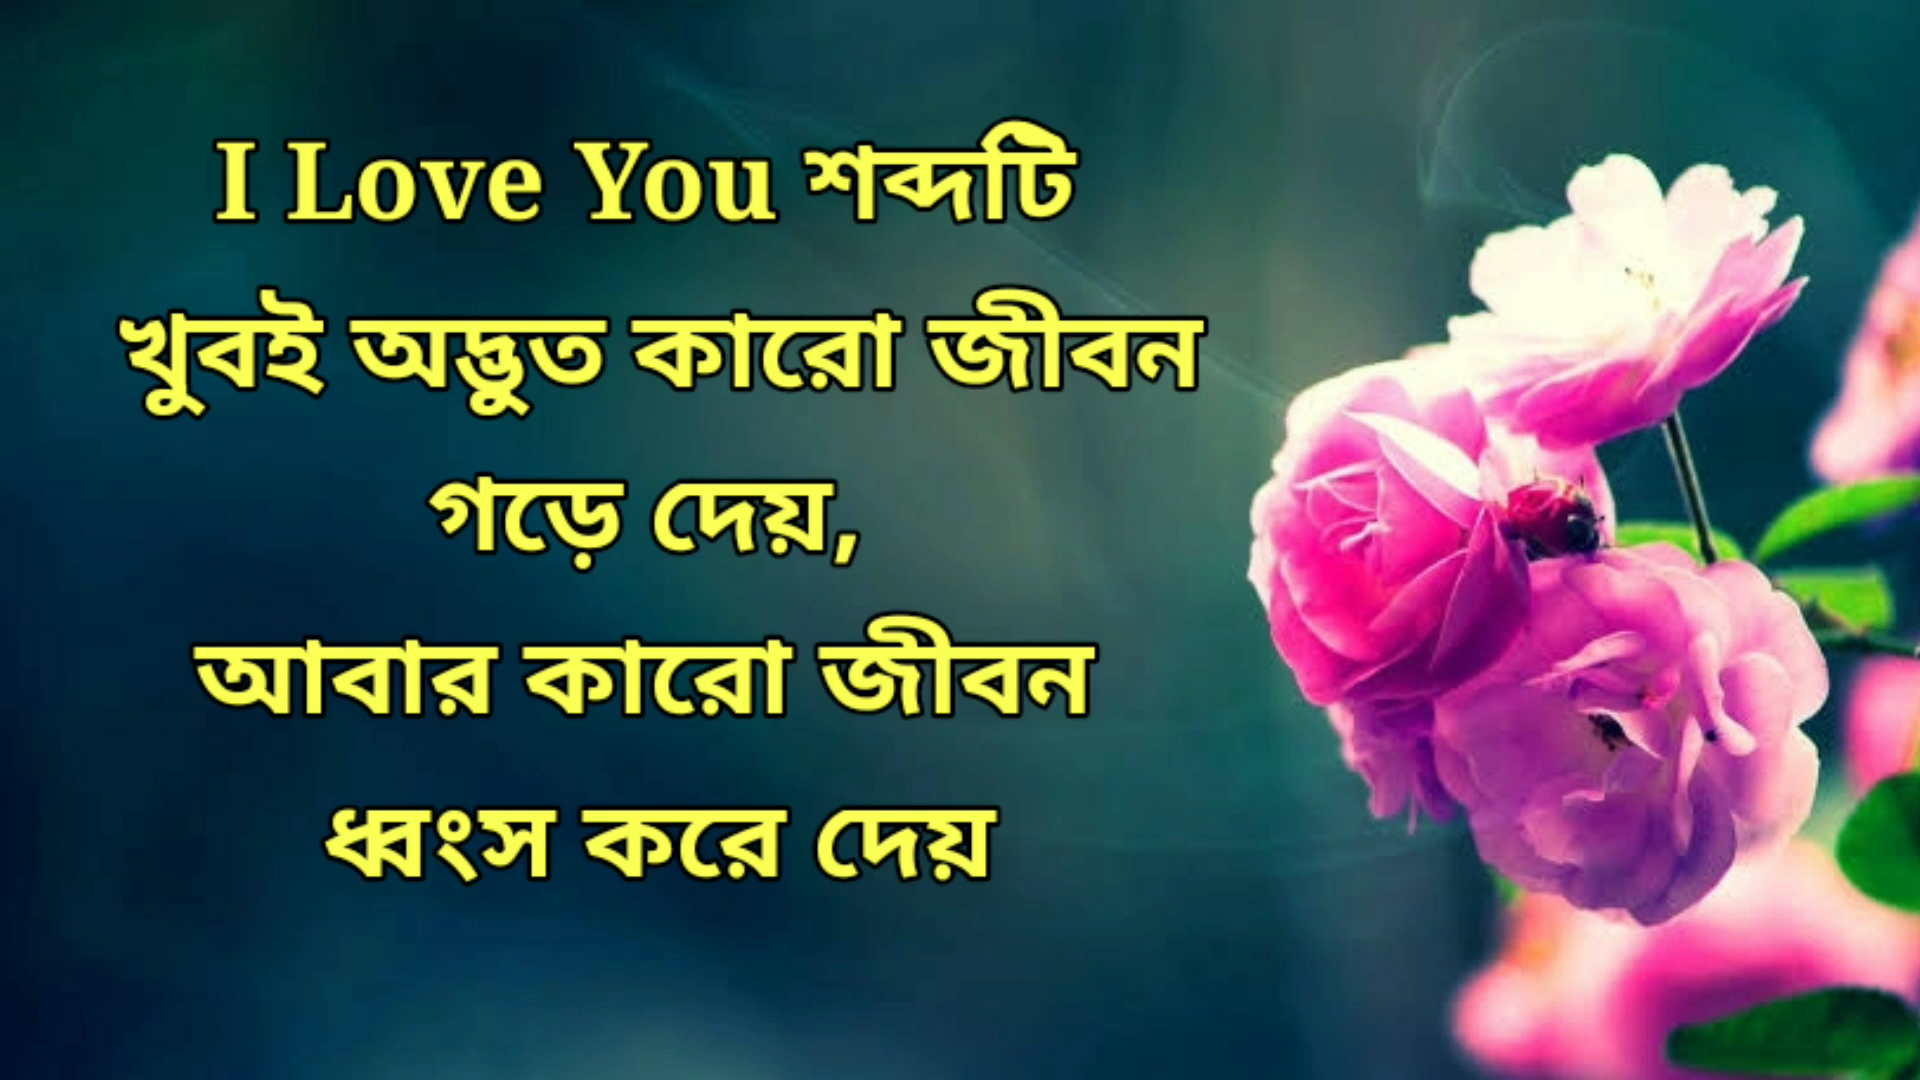 I Love You শব্দটি
খুবই অদ্ভুত কারো জীবন
গড়ে দেয়,
আবার কারো জীবন
ধ্বংস করে দেয়